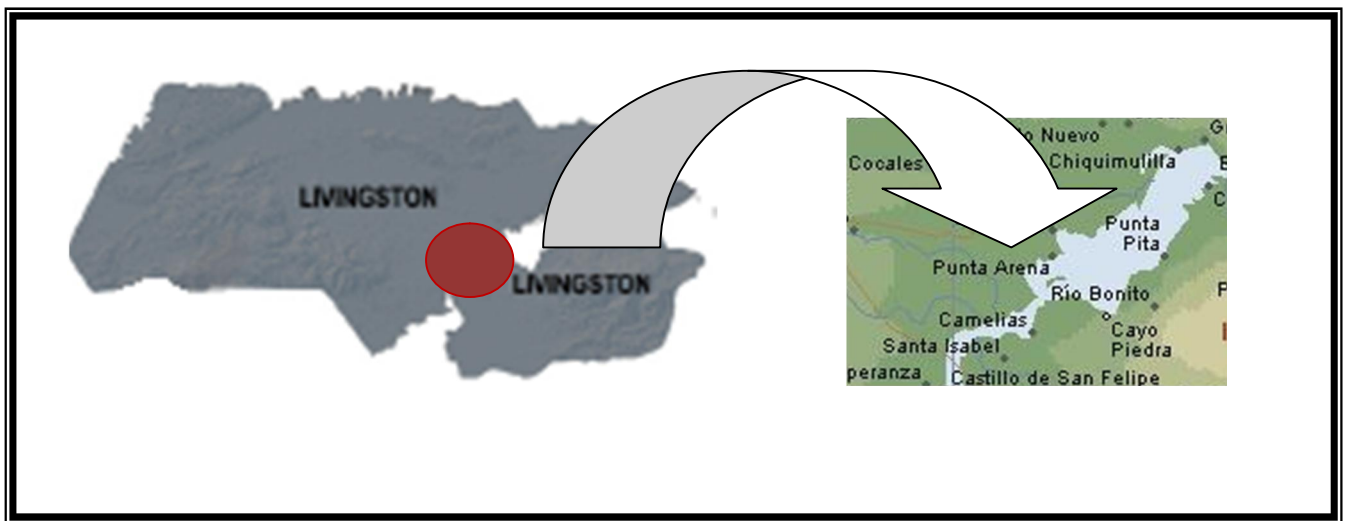 LIVINGSTON
LIVINGSTON
Nuevo
Cocales
Chiquimulilla
Punta
Pita
Punta Arena
Río Bonito
Camelias
Cayo
Piedra
Santa Isabel
peranza
Castillo de San Felipe